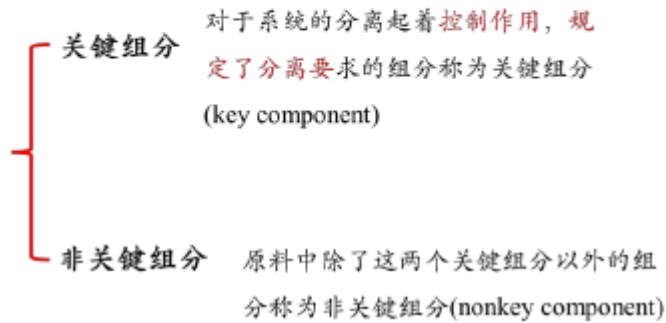 关键组分
对于系统的分离起着控制作用，规
定了分离要求的组分称为关键组分
(key component)
非关键组分
原料中除了这两个关键组分以外的组
分称为非关键组分(nonkey component)